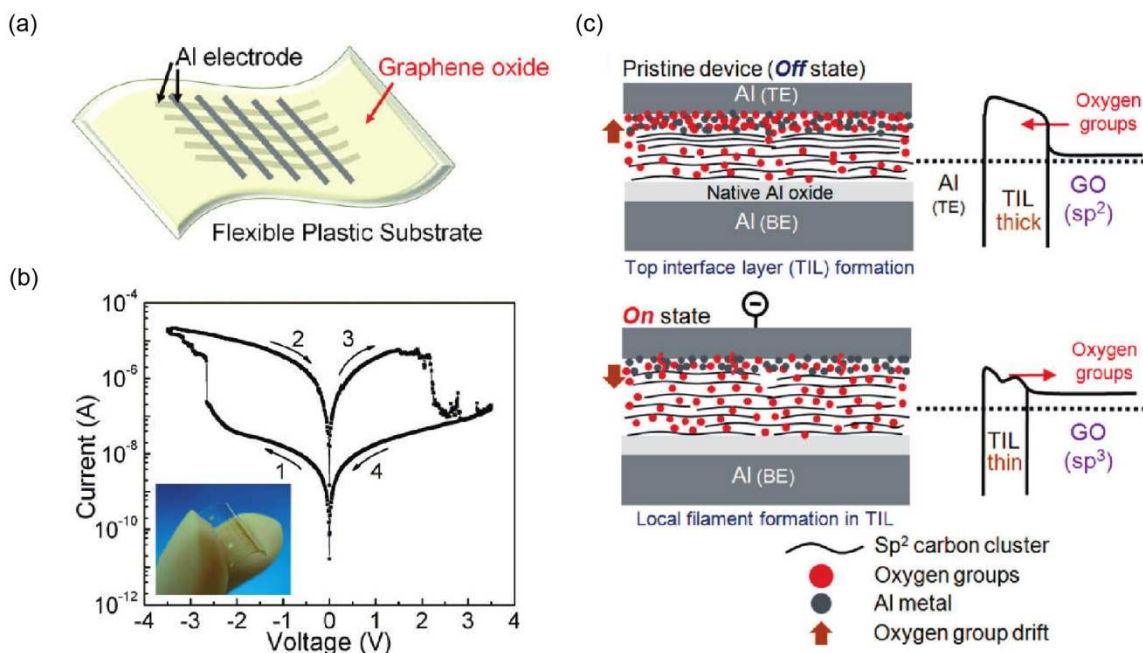 (a)
Al electrode
Graphene oxide
Flexible Plastic Substrate
(b)
10⁻⁴
10⁻⁶
10⁻⁸
10⁻¹⁰
10⁻¹²
Current (A)
2
3
1
4
-4 -3 -2 -1 0 1 2 3 4
Voltage (V)
(c)
Pristine device (Off state)
Al (TE)
Native Al oxide
Al (BE)
Top interface layer (TIL) formation
Oxygen
groups
Al
(TE)
TIL
thick
GO
(sp²)
On state
Al (BE)
Local filament formation in TIL
Oxygen
groups
TIL
thin
GO
(sp³)
Sp² carbon cluster
Oxygen groups
Al metal
Oxygen group drift